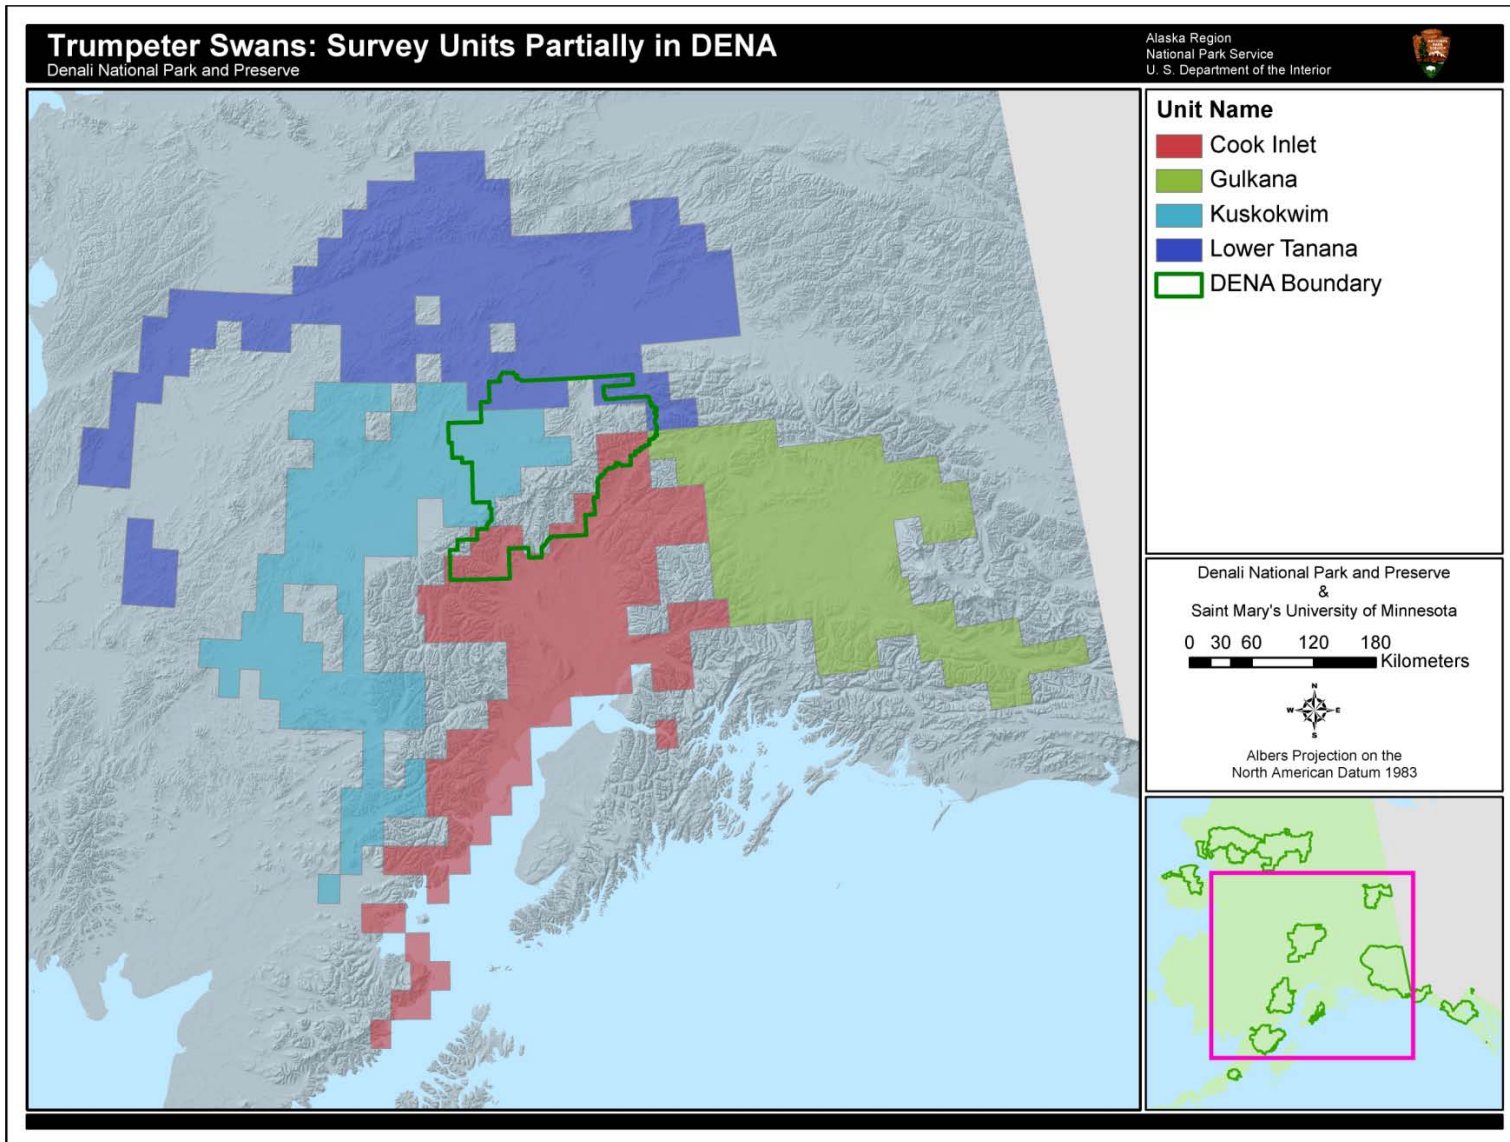 Trumpeter Swans: Survey Units Partially in DENA
Denali National Park and Preserve
Alaska Region
National Park Service
U. S. Department of the Interior
Unit Name
Cook Inlet
Gulkana
Kuskokwim
Lower Tanana
DENA Boundary
Denali National Park and Preserve
&
Saint Mary's University of Minnesota
0 30 60 120 180
Kilometers
N
W E
S
Albers Projection on the
North American Datum 1983